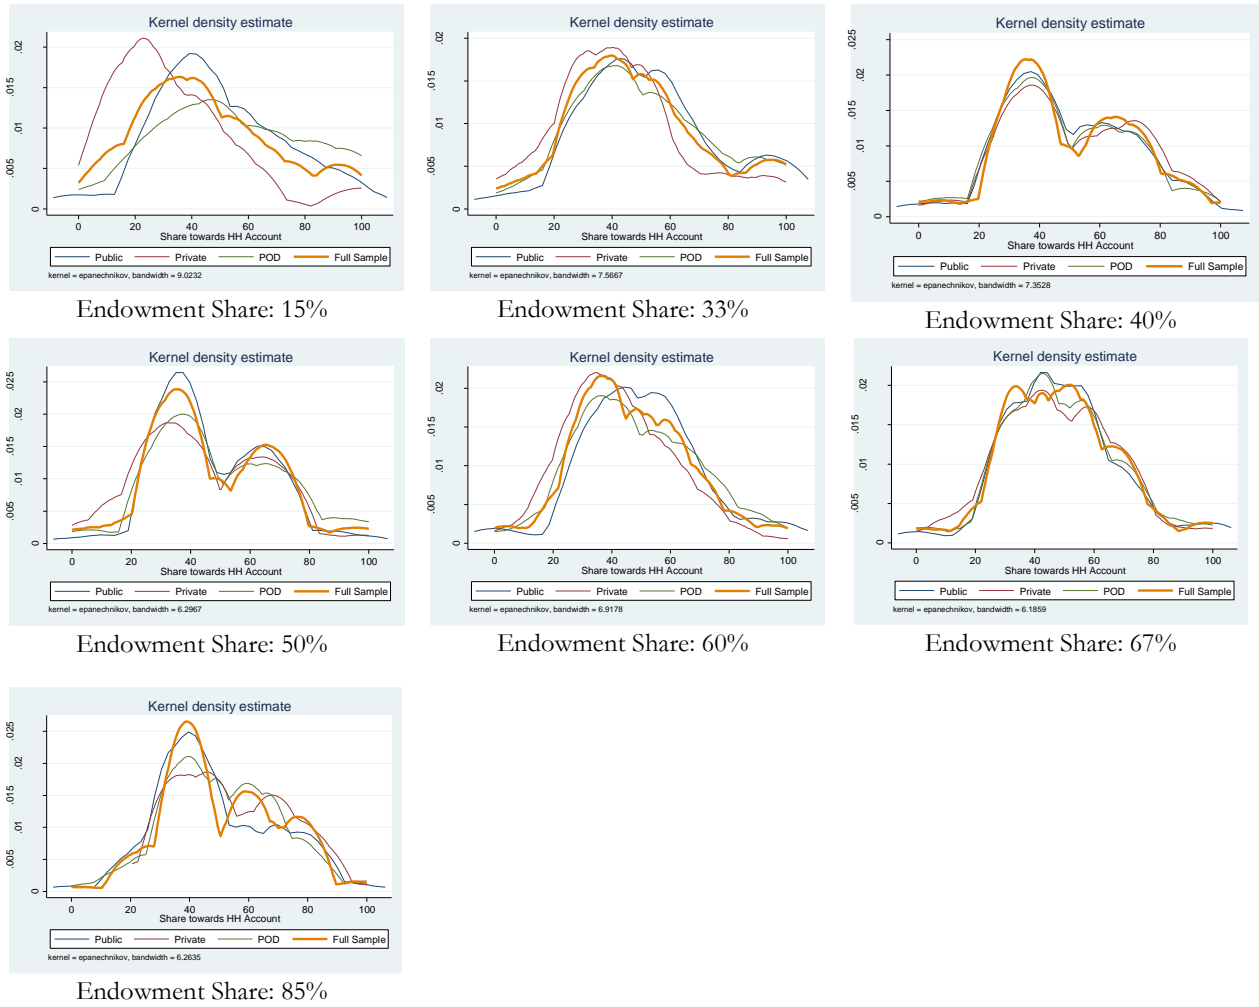 Kernel density estimate
.02
.015
.01
.005
0
0 20 40 60 80 100
Share towards HH Account
Public Private POD Full Sample
kernel = epanechnikov, bandwidth = 9.0232
Endowment Share: 15%
Kernel density estimate
.02
.015
.01
.005
0
0 20 40 60 80 100
Share towards HH Account
Public Private POD Full Sample
kernel = epanechnikov, bandwidth = 7.5667
Endowment Share: 33%
Kernel density estimate
.025
.02
.015
.01
.005
0
0 20 40 60 80 100
Share towards HH Account
Public Private POD Full Sample
kernel = epanechnikov, bandwidth = 7.3528
Endowment Share: 40%
Kernel density estimate
.025
.02
.015
.01
.005
0
0 20 40 60 80 100
Share towards HH Account
Public Private POD Full Sample
kernel = epanechnikov, bandwidth = 6.2967
Endowment Share: 50%
Kernel density estimate
.02
.015
.01
.005
0
0 20 40 60 80 100
Share towards HH Account
Public Private POD Full Sample
kernel = epanechnikov, bandwidth = 6.9178
Endowment Share: 60%
Kernel density estimate
.02
.015
.01
.005
0
0 20 40 60 80 100
Share towards HH Account
Public Private POD Full Sample
kernel = epanechnikov, bandwidth = 6.1859
Endowment Share: 67%
Kernel density estimate
.025
.02
.015
.01
.005
0
0 20 40 60 80 100
Share towards HH Account
Public Private POD Full Sample
kernel = epanechnikov, bandwidth = 6.2635
Endowment Share: 85%